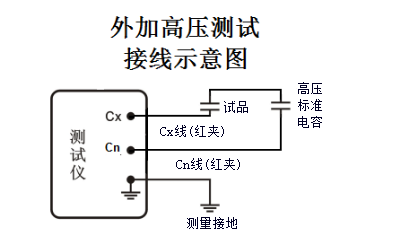 外加高压测试
接线示意图
高压
标准
电容
试品
Cx
Cx线(红夹)
测试仪
Cn
Cn线(红夹)
测量接地